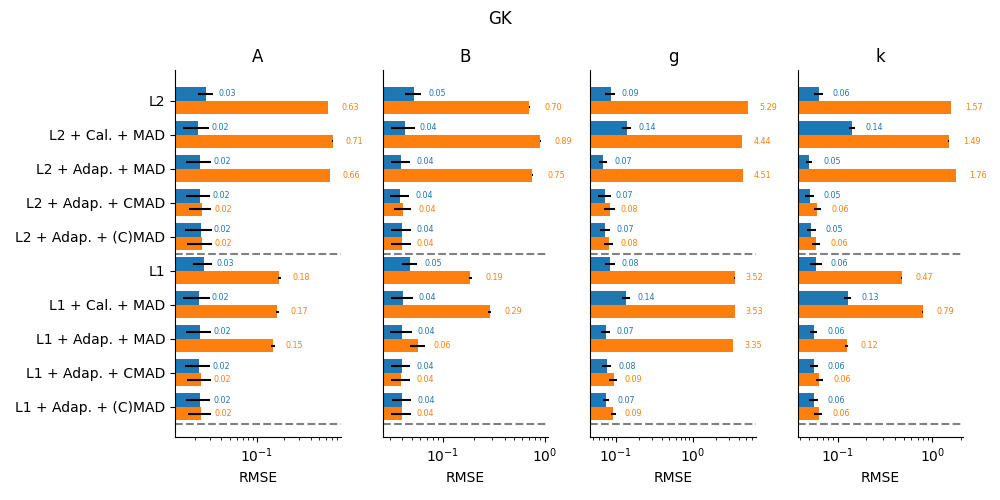 GK
A B g k
L2 0.03 0.05 0.09 0.06
0.63 0.70 5.29 1.57
L2 + Cal. + MAD 0.02 0.04 0.14 0.14
0.71 0.89 4.44 1.49
L2 + Adap. + MAD 0.02 0.04 0.07 0.05
0.66 0.75 4.51 1.76
L2 + Adap. + CMAD 0.02 0.04 0.07 0.05
0.02 0.04 0.08 0.06
L2 + Adap. + (C)MAD 0.02 0.04 0.07 0.05
0.02 0.04 0.08 0.06
L1 0.03 0.05 0.08 0.06
0.18 0.19 3.52 0.47
L1 + Cal. + MAD 0.02 0.04 0.14 0.13
0.17 0.29 3.53 0.79
L1 + Adap. + MAD 0.02 0.04 0.07 0.06
0.15 0.06 3.35 0.12
L1 + Adap. + CMAD 0.02 0.04 0.08 0.06
0.02 0.04 0.09 0.06
L1 + Adap. + (C)MAD 0.02 0.04 0.07 0.06
0.02 0.04 0.09 0.06
10⁻¹ 10⁻¹ 10⁰ 10⁻¹ 10⁰ 10⁻¹ 10⁰
RMSE RMSE RMSE RMSE